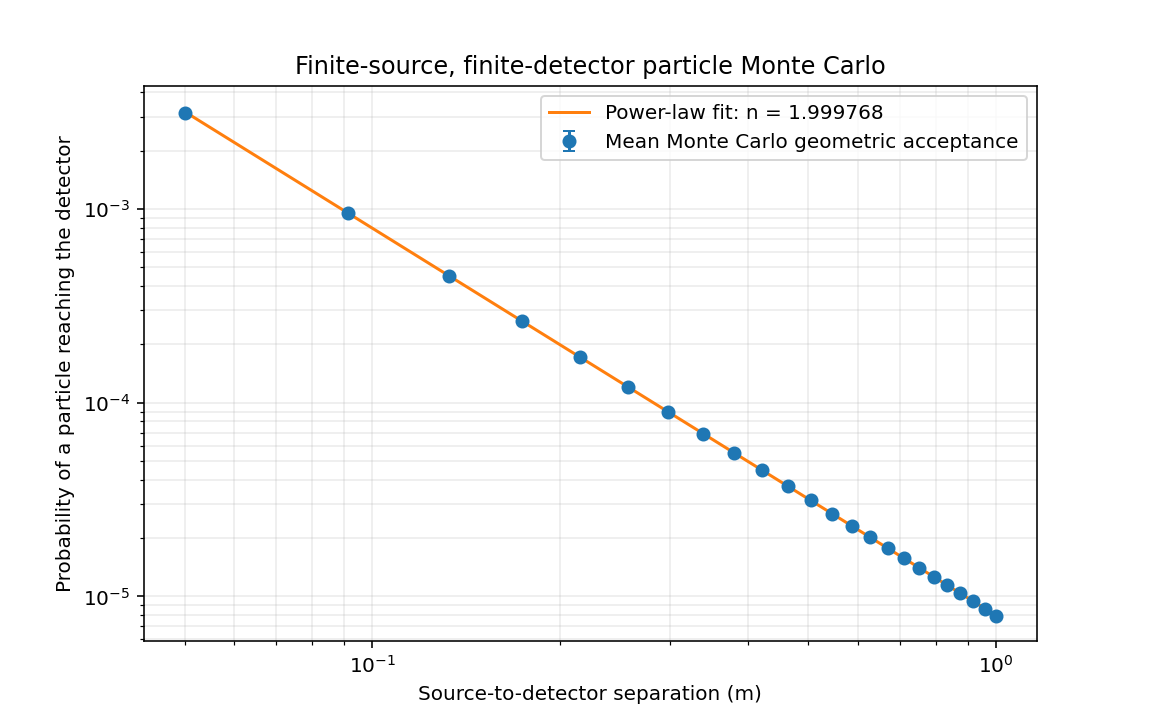 Finite-source, finite-detector particle Monte Carlo
Power-law fit: n = 1.999768
Mean Monte Carlo geometric acceptance
Probability of a particle reaching the detector
10⁻³
10⁻⁴
10⁻⁵
10⁻¹
10⁰
Source-to-detector separation (m)